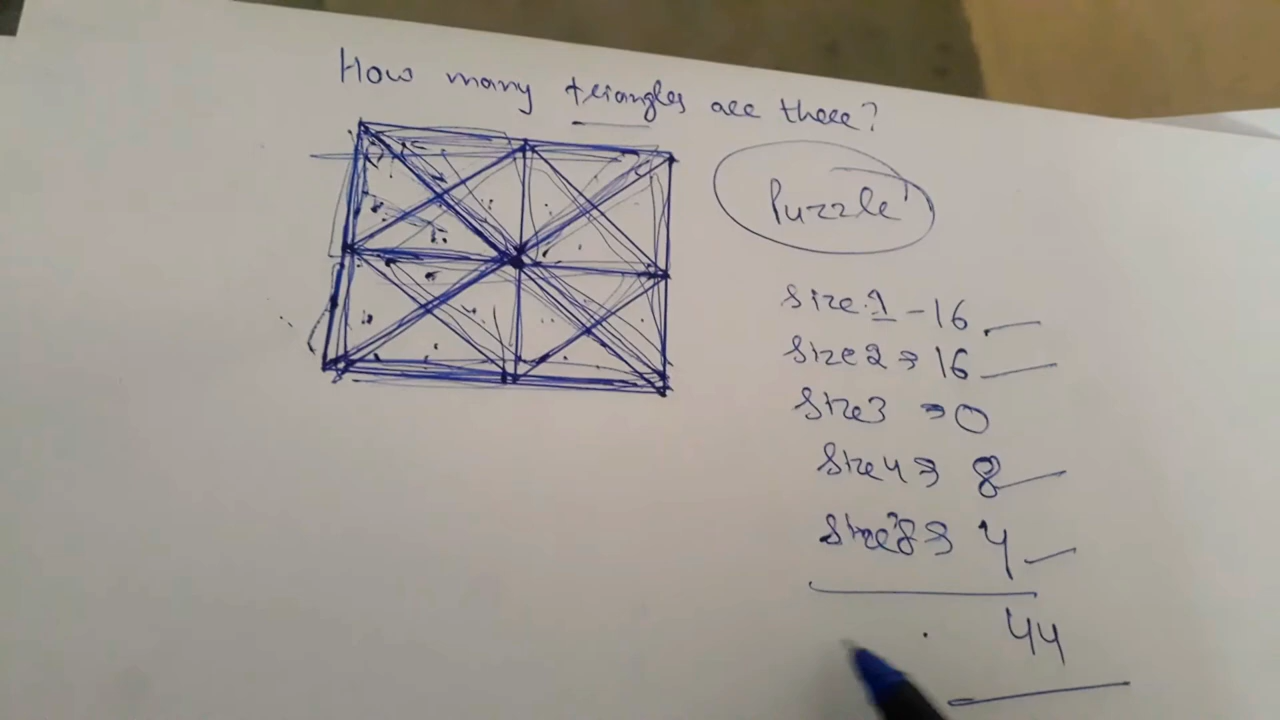 How many triangles are there?
Puzzle
Size 1 - 16
Size 2 → 16
Size 3 → 0
Size 4 → 8
Size 8 → 4
44